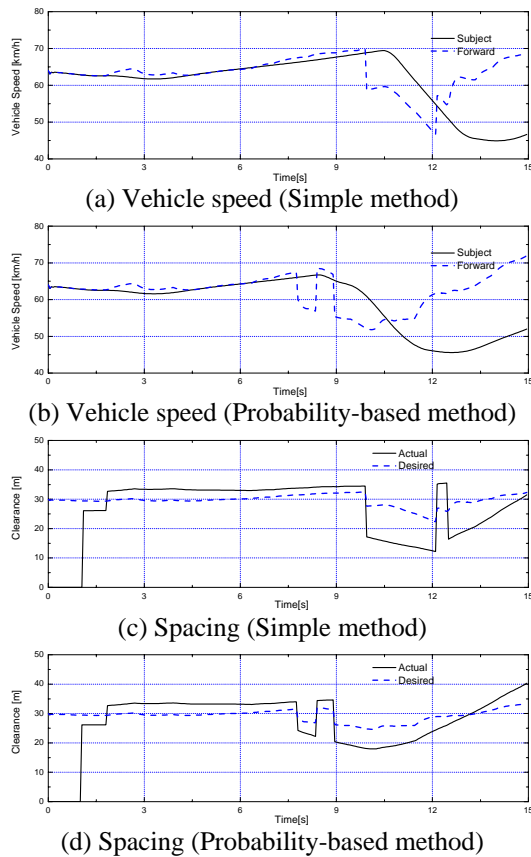 80
70
60
50
40
Vehicle Speed [km/h]
Subject
Forward
0 3 6 9 12 15
Time[s]
(a) Vehicle speed (Simple method)
80
70
60
50
40
Vehicle Speed [km/h]
Subject
Forward
0 3 6 9 12 15
Time[s]
(b) Vehicle speed (Probability-based method)
50
40
30
20
10
0
Clearance [m]
Actual
Desired
0 3 6 9 12 15
Time[s]
(c) Spacing (Simple method)
50
40
30
20
10
0
Clearance [m]
Actual
Desired
0 3 6 9 12 15
Time[s]
(d) Spacing (Probability-based method)